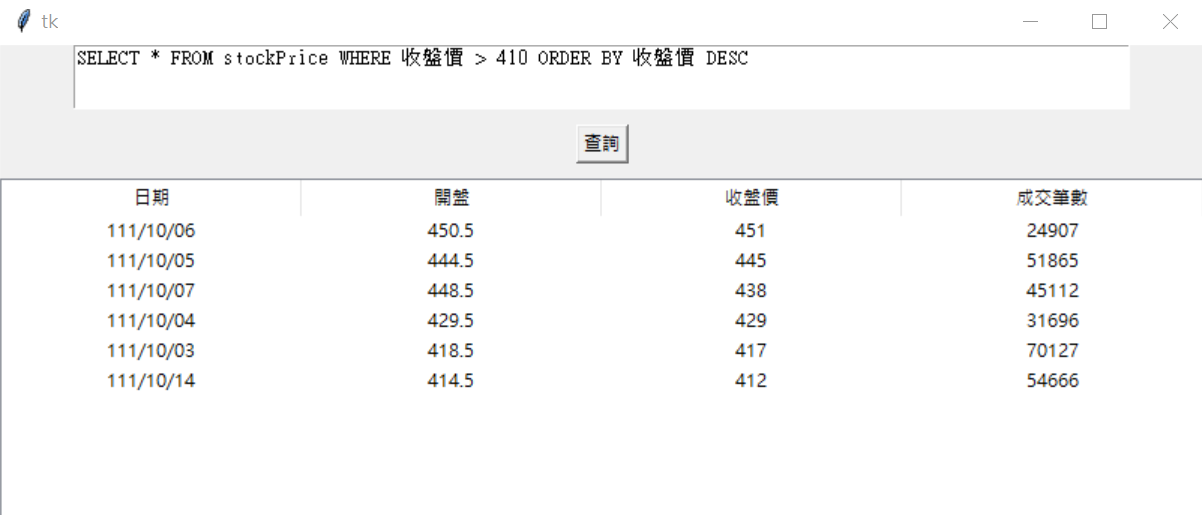 tk
SELECT * FROM stockPrice WHERE 收盤價 > 410 ORDER BY 收盤價 DESC
查詢
日期 開盤 收盤價 成交筆數
111/10/06 450.5 451 24907
111/10/05 444.5 445 51865
111/10/07 448.5 438 45112
111/10/04 429.5 429 31696
111/10/03 418.5 417 70127
111/10/14 414.5 412 54666